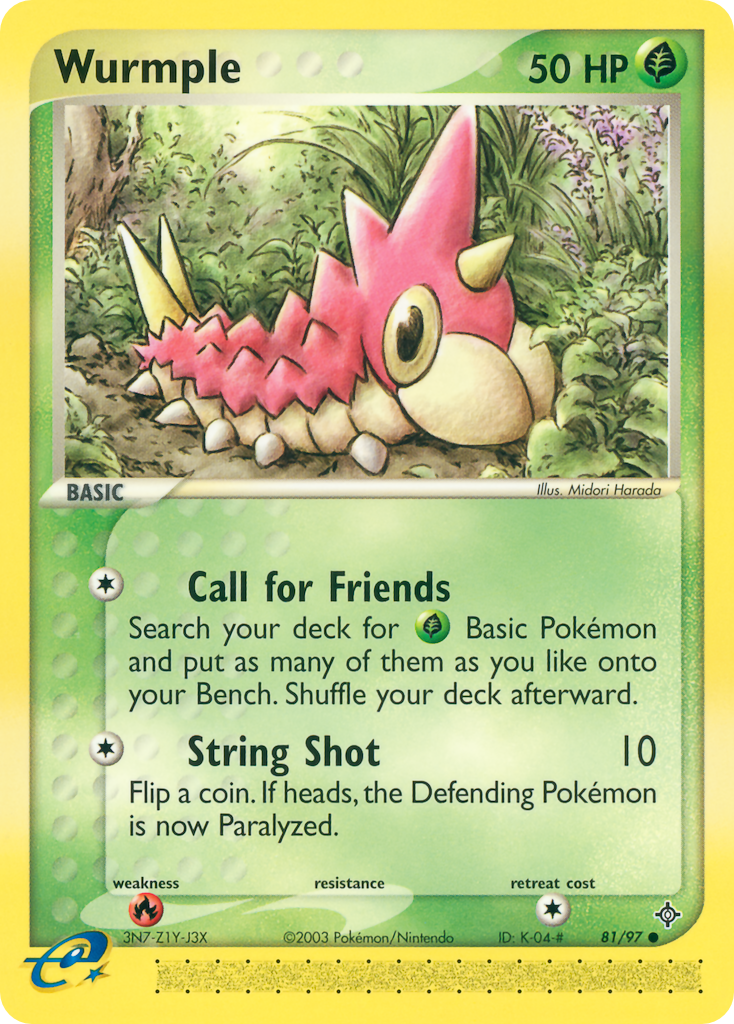 Wurmple 50 HP
BASIC
Illus. Midori Harada
Call for Friends
Search your deck for Basic Pokémon
and put as many of them as you like onto
your Bench. Shuffle your deck afterward.
String Shot 10
Flip a coin. If heads, the Defending Pokémon
is now Paralyzed.
weakness resistance retreat cost
3N7-Z1Y-J3X ©2003 Pokémon/Nintendo ID: K-04-# 81/97
e